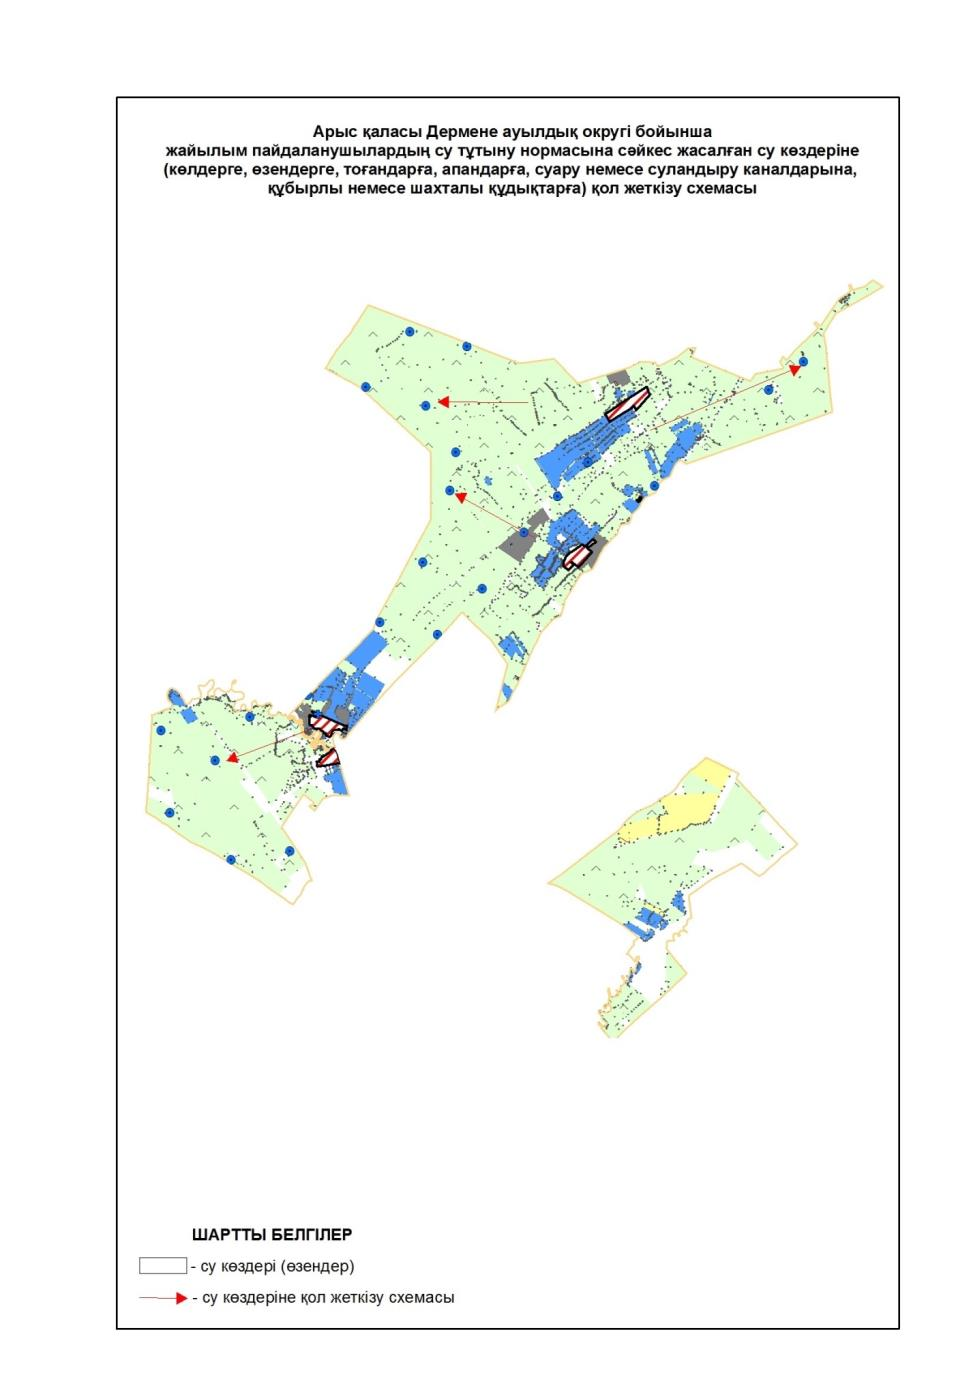 Арыс қаласы Дермене ауылдық округі бойынша
жайылым пайдаланушылардың су тұтыну нормасына сәйкес жасалған су көздеріне
(көлдерге, өзендерге, тоғандарға, апандарға, суару немесе суландыру каналдарына,
құбырлы немесе шахталы құдықтарға) қол жеткізу схемасы
ШАРТТЫ БЕЛГІЛЕР
- су көздері (өзендер)
- су көздеріне қол жеткізу схемасы